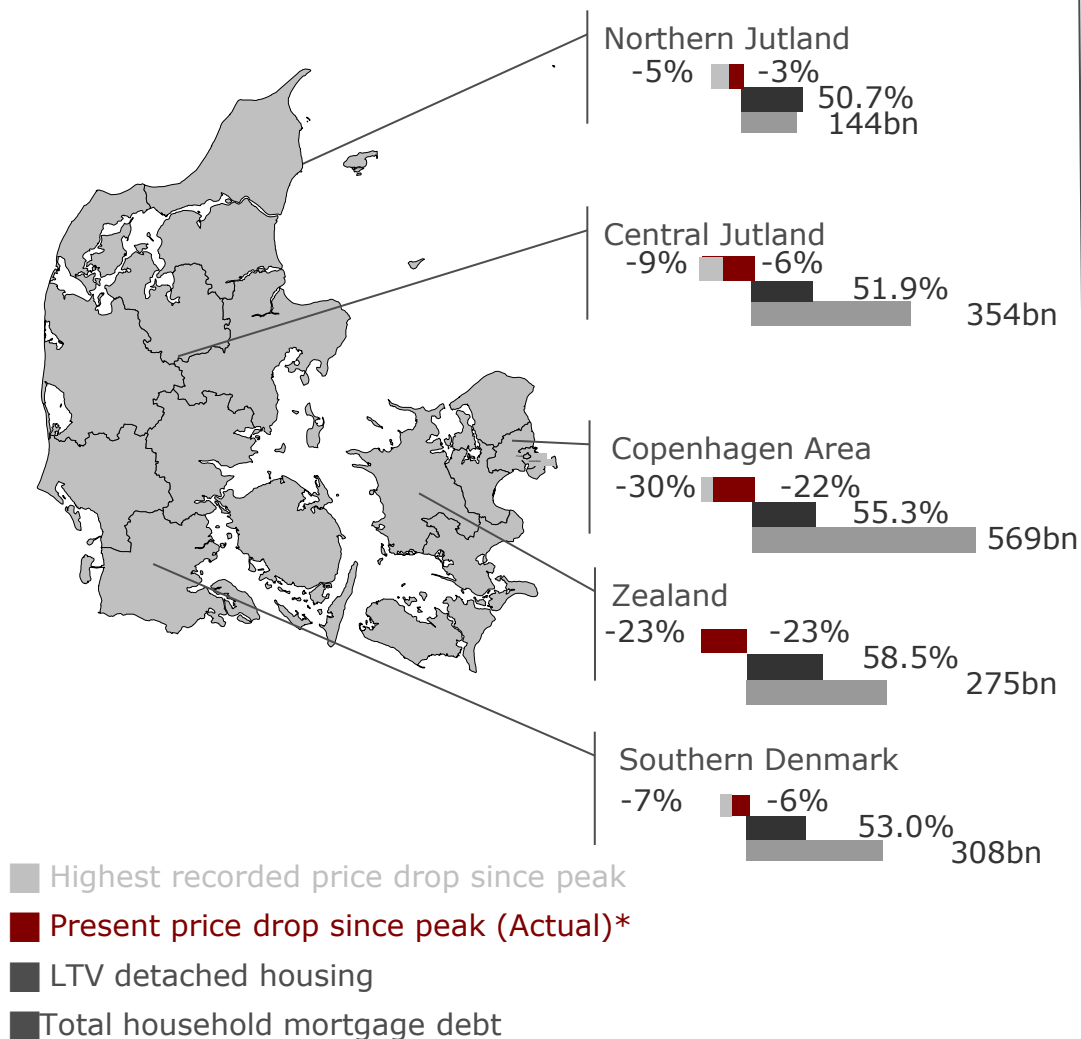 Northern Jutland
-5% -3%
50.7%
144bn
Central Jutland
-9% -6%
51.9%
354bn
Copenhagen Area
-30% -22%
55.3%
569bn
Zealand
-23% -23%
58.5%
275bn
Southern Denmark
-7% -6%
53.0%
308bn
Highest recorded price drop since peak
Present price drop since peak (Actual)*
LTV detached housing
Total household mortgage debt